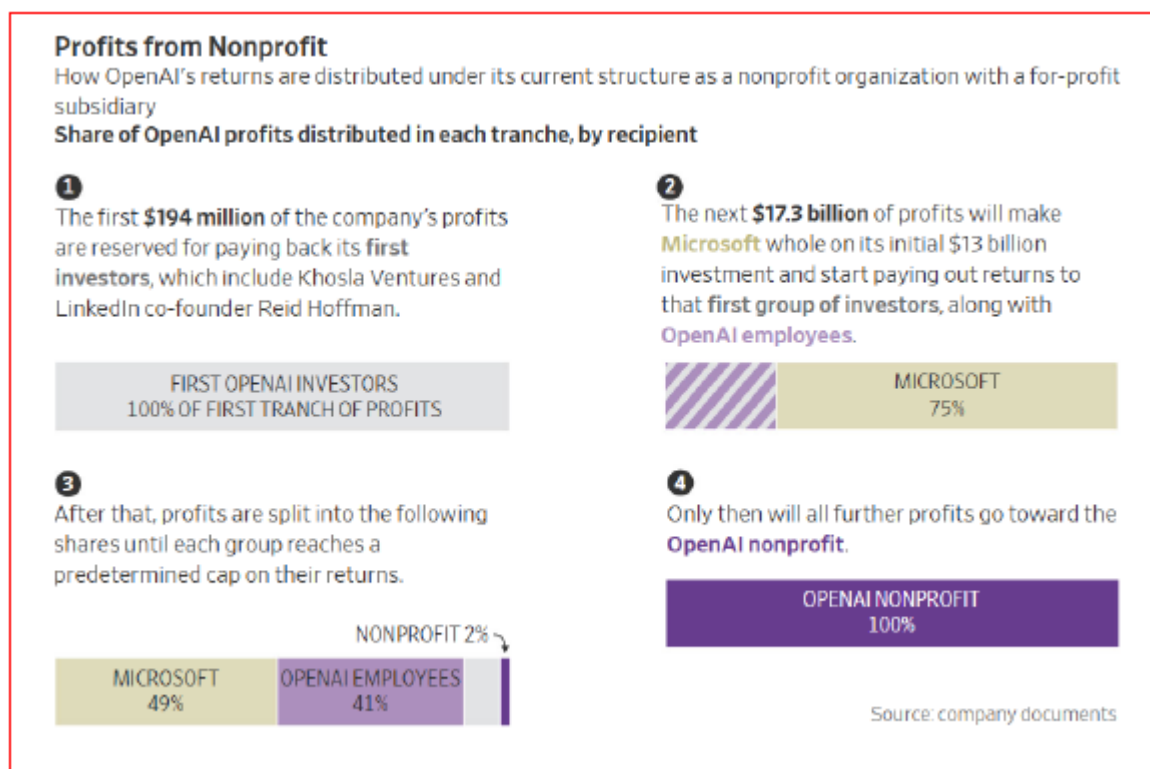 Profits from Nonprofit
How OpenAI's returns are distributed under its current structure as a nonprofit organization with a for-profit
subsidiary
Share of OpenAI profits distributed in each tranche, by recipient
1
The first $194 million of the company's profits
are reserved for paying back its first
investors, which include Khosla Ventures and
LinkedIn co-founder Reid Hoffman.
FIRST OPENAI INVESTORS
100% OF FIRST TRANCH OF PROFITS
2
The next $17.3 billion of profits will make
Microsoft whole on its initial $13 billion
investment and start paying out returns to
that first group of investors, along with
OpenAI employees.
MICROSOFT
75%
3
After that, profits are split into the following
shares until each group reaches a
predetermined cap on their returns.
NONPROFIT 2%
MICROSOFT
49%
OPENAI EMPLOYEES
41%
4
Only then will all further profits go toward the
OpenAI nonprofit.
OPENAI NONPROFIT
100%
Source: company documents